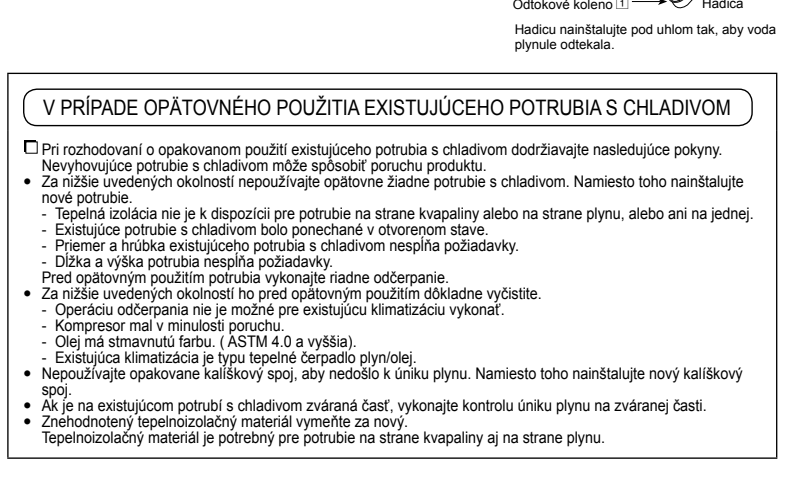 Odtokové koleno 1 Hadica
Hadicu nainštalujte pod uhlom tak, aby voda
plynule odtekala.
V PRÍPADE OPÄTOVNÉHO POUŽITIA EXISTUJÚCEHO POTRUBIA S CHLADIVOM
Pri rozhodovaní o opakovanom použití existujúceho potrubia s chladivom dodržiavajte nasledujúce pokyny.
Nevyhovujúce potrubie s chladivom môže spôsobiť poruchu produktu.
• Za nižšie uvedených okolností nepoužívajte opätovne žiadne potrubie s chladivom. Namiesto toho nainštalujte
nové potrubie.
- Tepelná izolácia nie je k dispozícii pre potrubie na strane kvapaliny alebo na strane plynu, alebo ani na jednej.
- Existujúce potrubie s chladivom bolo ponechané v otvorenom stave.
- Priemer a hrúbka existujúceho potrubia s chladivom nespĺňa požiadavky.
- Dĺžka a výška potrubia nespĺňa požiadavky.
Pred opätovným použitím potrubia vykonajte riadne odčerpanie.
• Za nižšie uvedených okolností ho pred opätovným použitím dôkladne vyčistite.
- Operáciu odčerpania nie je možné pre existujúcu klimatizáciu vykonať.
- Kompresor mal v minulosti poruchu.
- Olej má stmavnutú farbu. ( ASTM 4.0 a vyššia).
- Existujúca klimatizácia je typu tepelné čerpadlo plyn/olej.
• Nepoužívajte opakovane kalíškový spoj, aby nedošlo k úniku plynu. Namiesto toho nainštalujte nový kalíškový
spoj.
• Ak je na existujúcom potrubí s chladivom zváraná časť, vykonajte kontrolu úniku plynu na zváranej časti.
• Znehodnotený tepelnoizolačný materiál vymeňte za nový.
Tepelnoizolačný materiál je potrebný pre potrubie na strane kvapaliny aj na strane plynu.